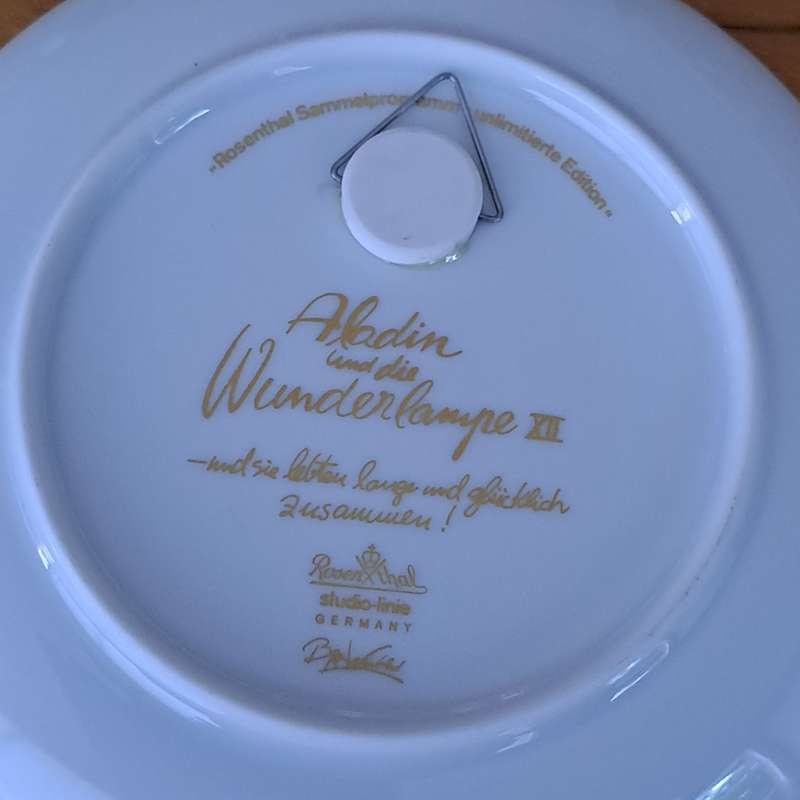 "Rosenthal Sammelprogramm unlimitierte Edition"
Aladin
und die
Wunderlampe XII
– und sie lebten lange und glücklich
zusammen!
Rosenthal
studio-linie
GERMANY